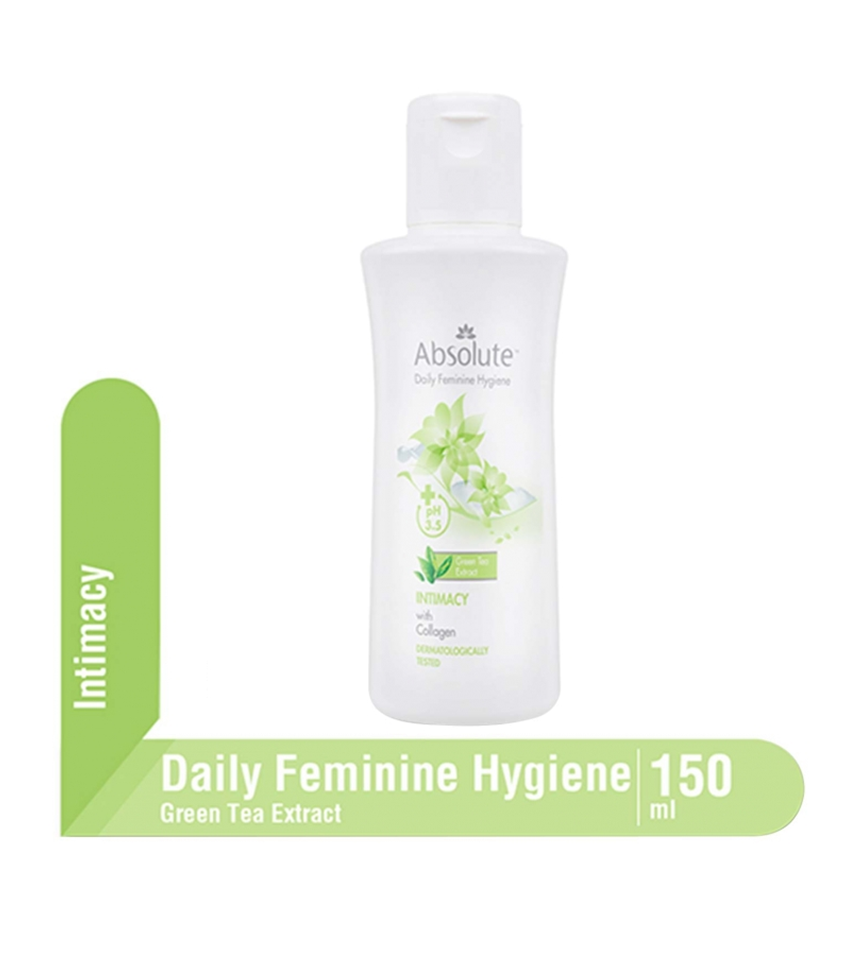 Absolute™
Daily Feminine Hygiene
pH
3.5
Green Tea
Extract
INTIMACY
with
Collagen
DERMATOLOGICALLY
TESTED
Intimacy
Daily Feminine Hygiene
Green Tea Extract
150
ml